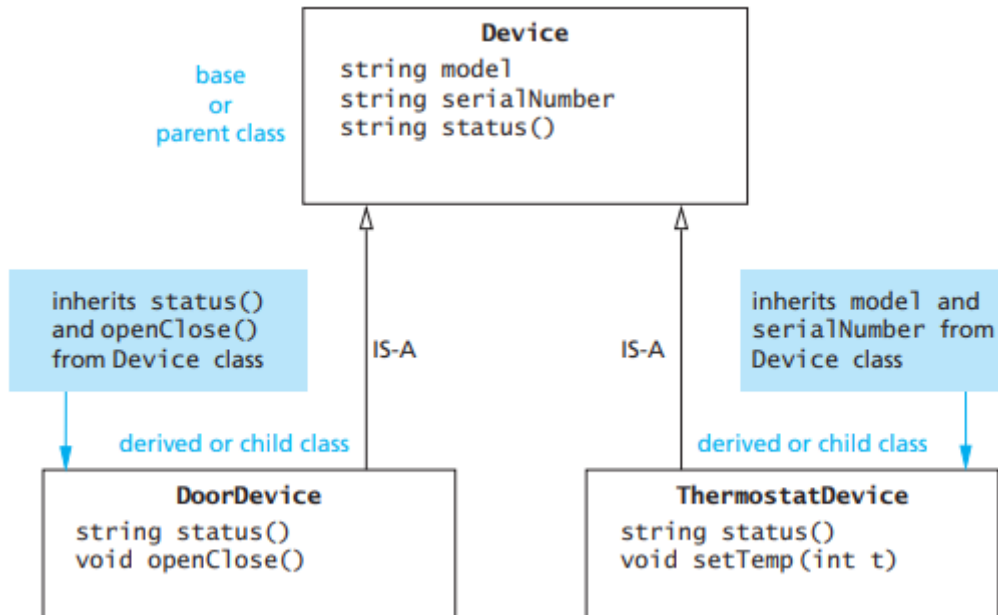 Device
string model
string serialNumber
string status()
base
or
parent class
inherits status()
and openClose()
from Device class
IS-A
IS-A
inherits model and
serialNumber from
Device class
derived or child class
derived or child class
DoorDevice
string status()
void openClose()
ThermostatDevice
string status()
void setTemp(int t)